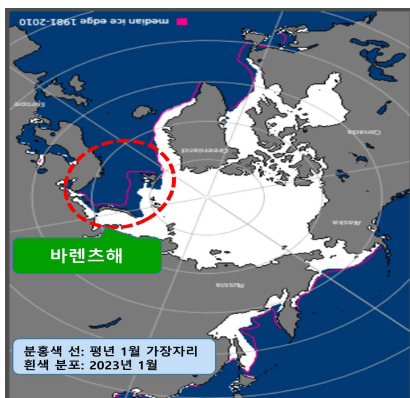 median ice edge 1981-2010
Europe
Greenland
Canada
Alaska
Russia
바렌츠해
분홍색 선: 평년 1월 가장자리
흰색 분포: 2023년 1월